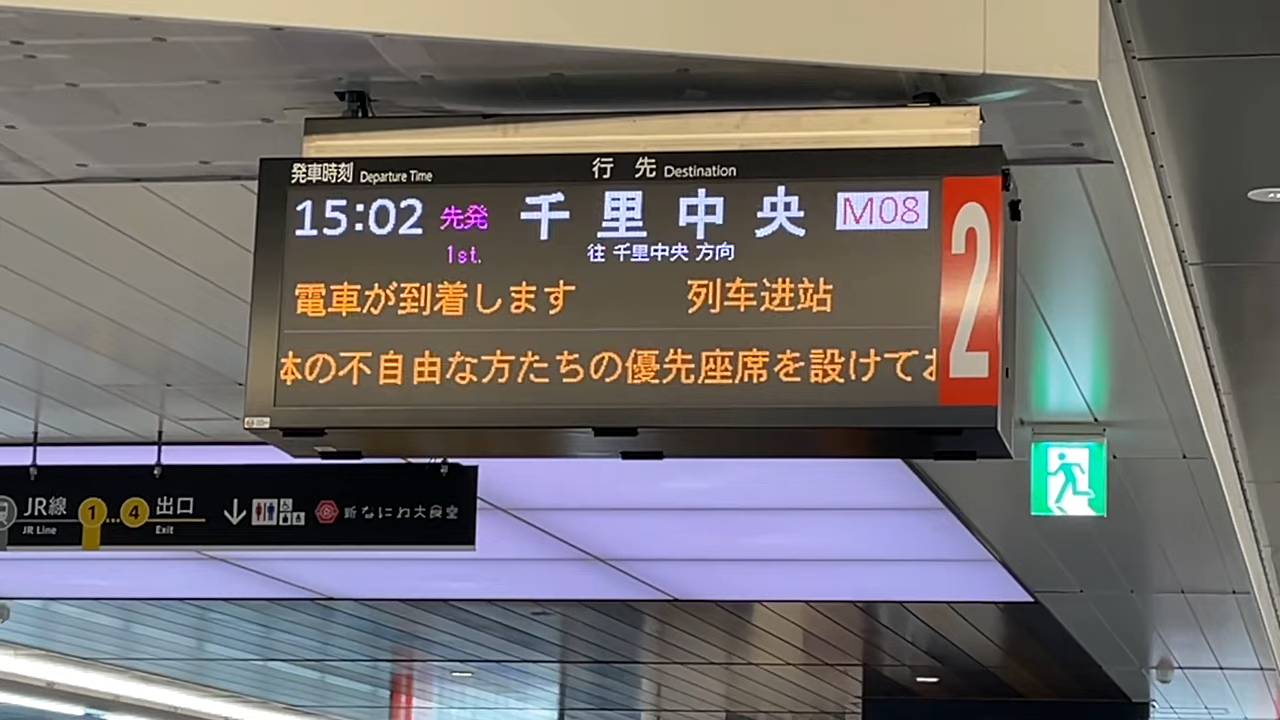 発車時刻 Departure Time 行先 Destination
15:02 先発 千里中央 M08
1st. 往 千里中央 方向
電車が到着します 列车进站
体の不自由な方たちの優先座席を設けてお
2
JR線 1...4 出口 新なにわ大食堂
JR Line Exit